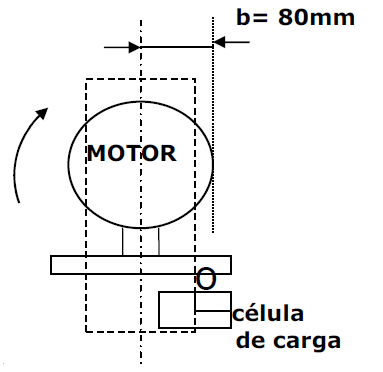 b= 80mm
MOTOR
O
célula
de carga